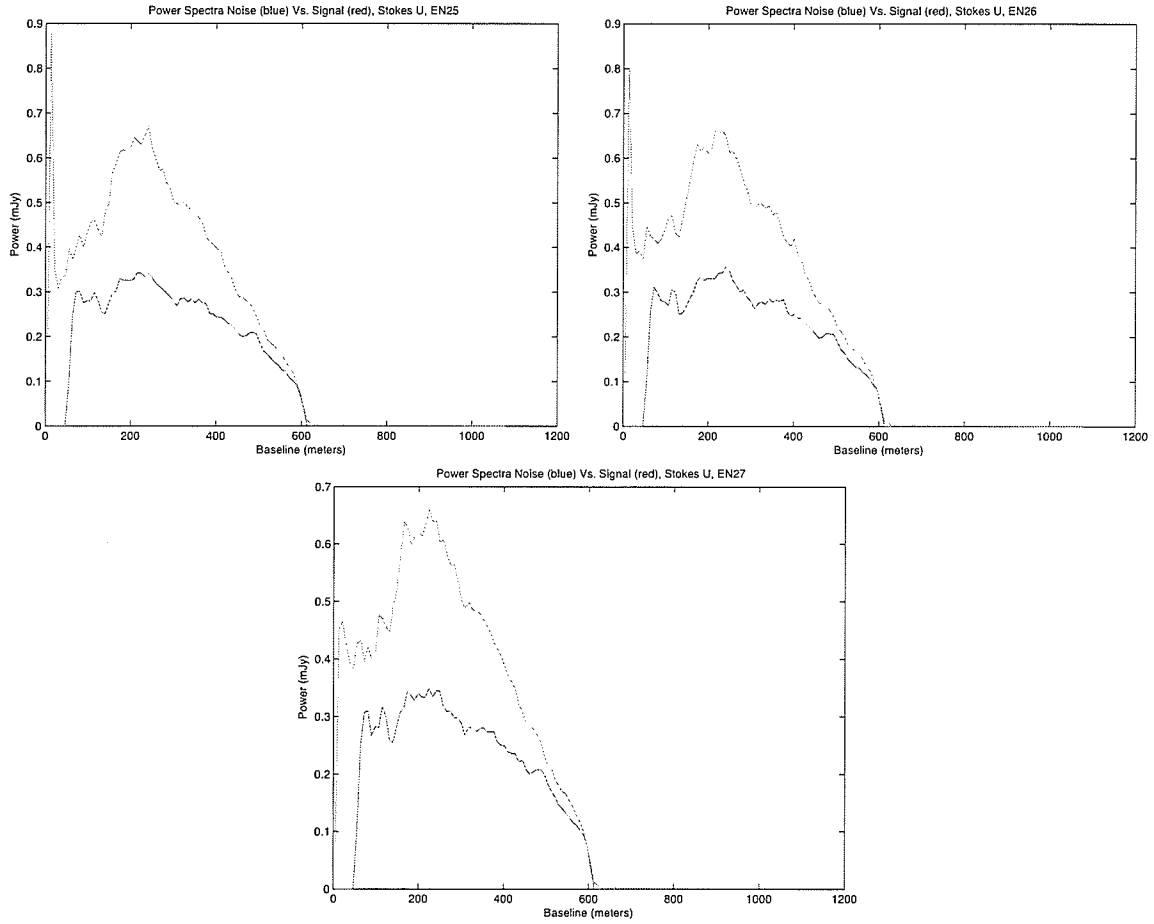 Power Spectra Noise (blue) Vs. Signal (red), Stokes U, EN25
0.9
0.8
0.7
0.6
0.5
0.4
0.3
0.2
0.1
0
Power (mJy)
0 200 400 600 800 1000 1200
Baseline (meters)
Power Spectra Noise (blue) Vs. Signal (red), Stokes U, EN26
0.9
0.8
0.7
0.6
0.5
0.4
0.3
0.2
0.1
0
Power (mJy)
0 200 400 600 800 1000 1200
Baseline (meters)
Power Spectra Noise (blue) Vs. Signal (red), Stokes U, EN27
0.7
0.6
0.5
0.4
0.3
0.2
0.1
0
Power (mJy)
0 200 400 600 800 1000 1200
Baseline (meters)